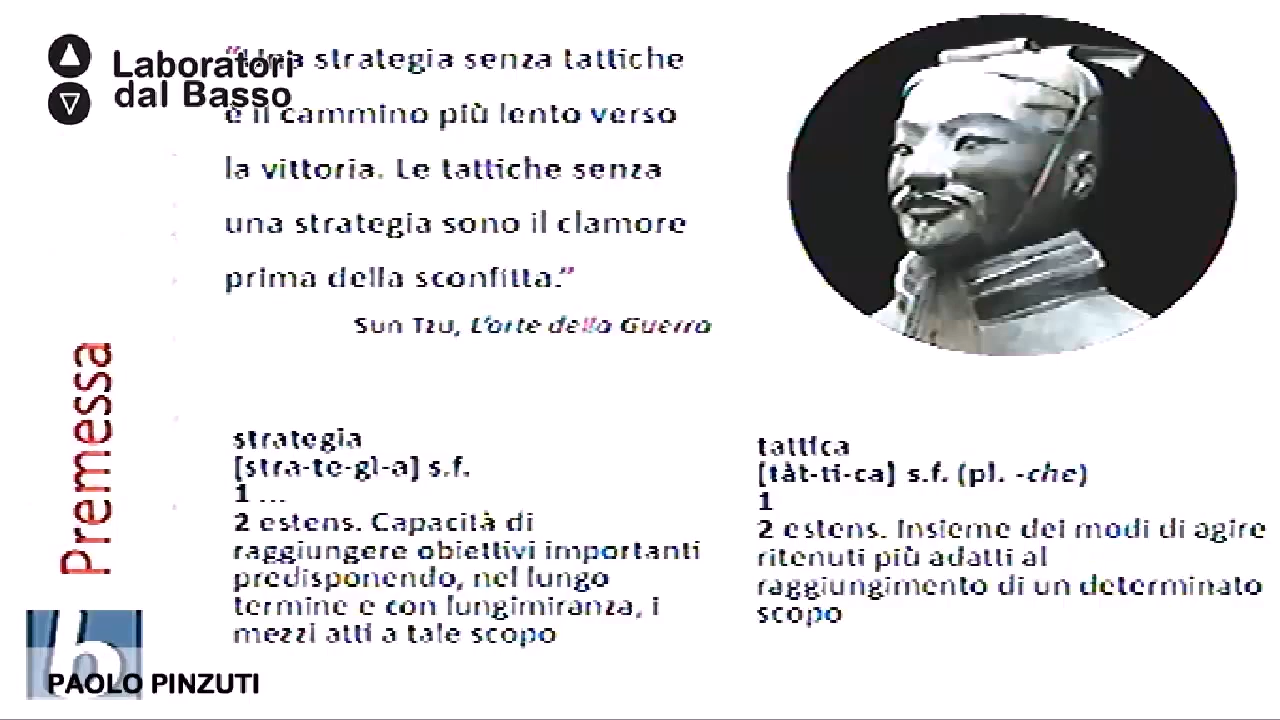 Laboratori
dal Basso
“Una strategia senza tattiche
è il cammino più lento verso
la vittoria. Le tattiche senza
una strategia sono il clamore
prima della sconfitta.”
Sun Tzu, L'arte della Guerra
Premessa
strategia
[stra-te-gì-a] s.f.
1 ...
2 estens. Capacità di
raggiungere obiettivi importanti
predisponendo, nel lungo
termine e con lungimiranza, i
mezzi atti a tale scopo
tattica
[tàt-ti-ca] s.f. (pl. -che)
1
2 estens. Insieme dei modi di agire
ritenuti più adatti al
raggiungimento di un determinato
scopo
b
PAOLO PINZUTI